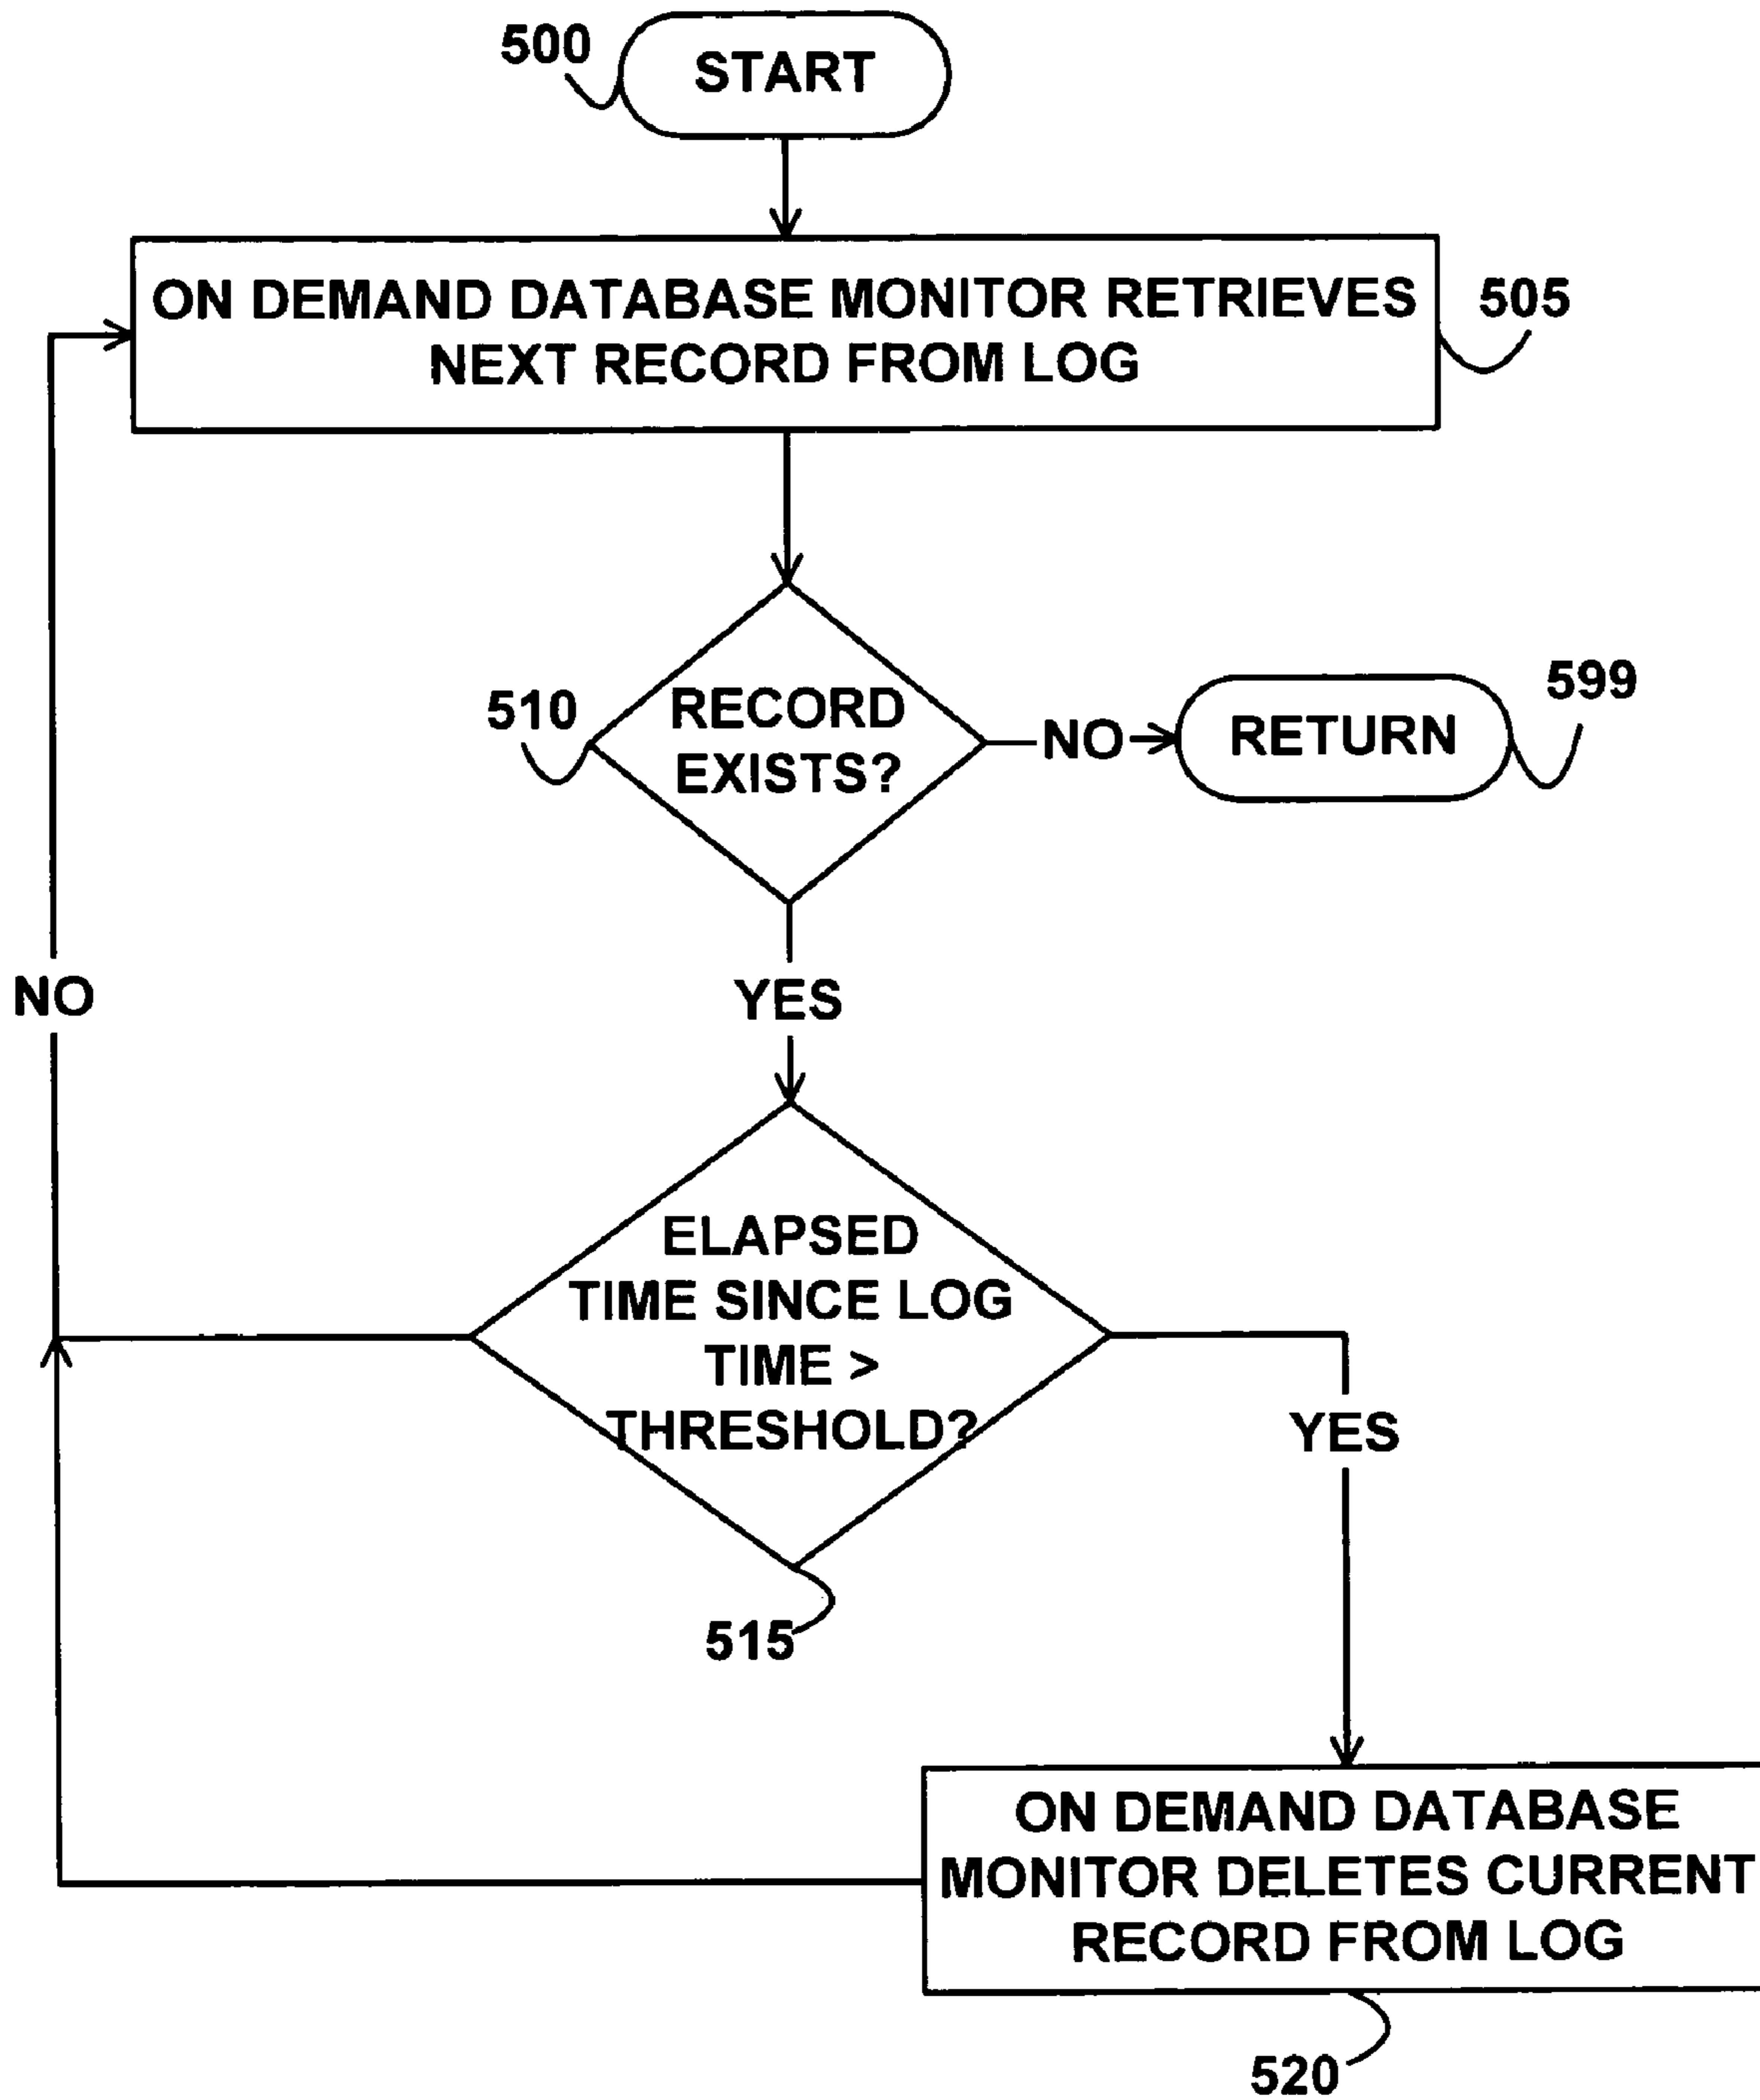 500
START
ON DEMAND DATABASE MONITOR RETRIEVES
NEXT RECORD FROM LOG
505
510
RECORD
EXISTS?
NO
RETURN
599
NO
YES
ELAPSED
TIME SINCE LOG
TIME >
THRESHOLD?
YES
515
ON DEMAND DATABASE
MONITOR DELETES CURRENT
RECORD FROM LOG
520